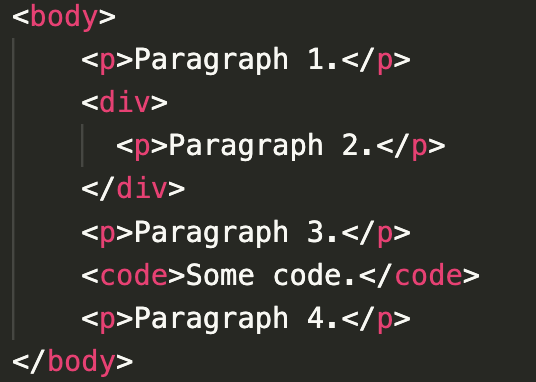 <body>
<p>Paragraph 1.</p>
<div>
<p>Paragraph 2.</p>
</div>
<p>Paragraph 3.</p>
<code>Some code.</code>
<p>Paragraph 4.</p>
</body>